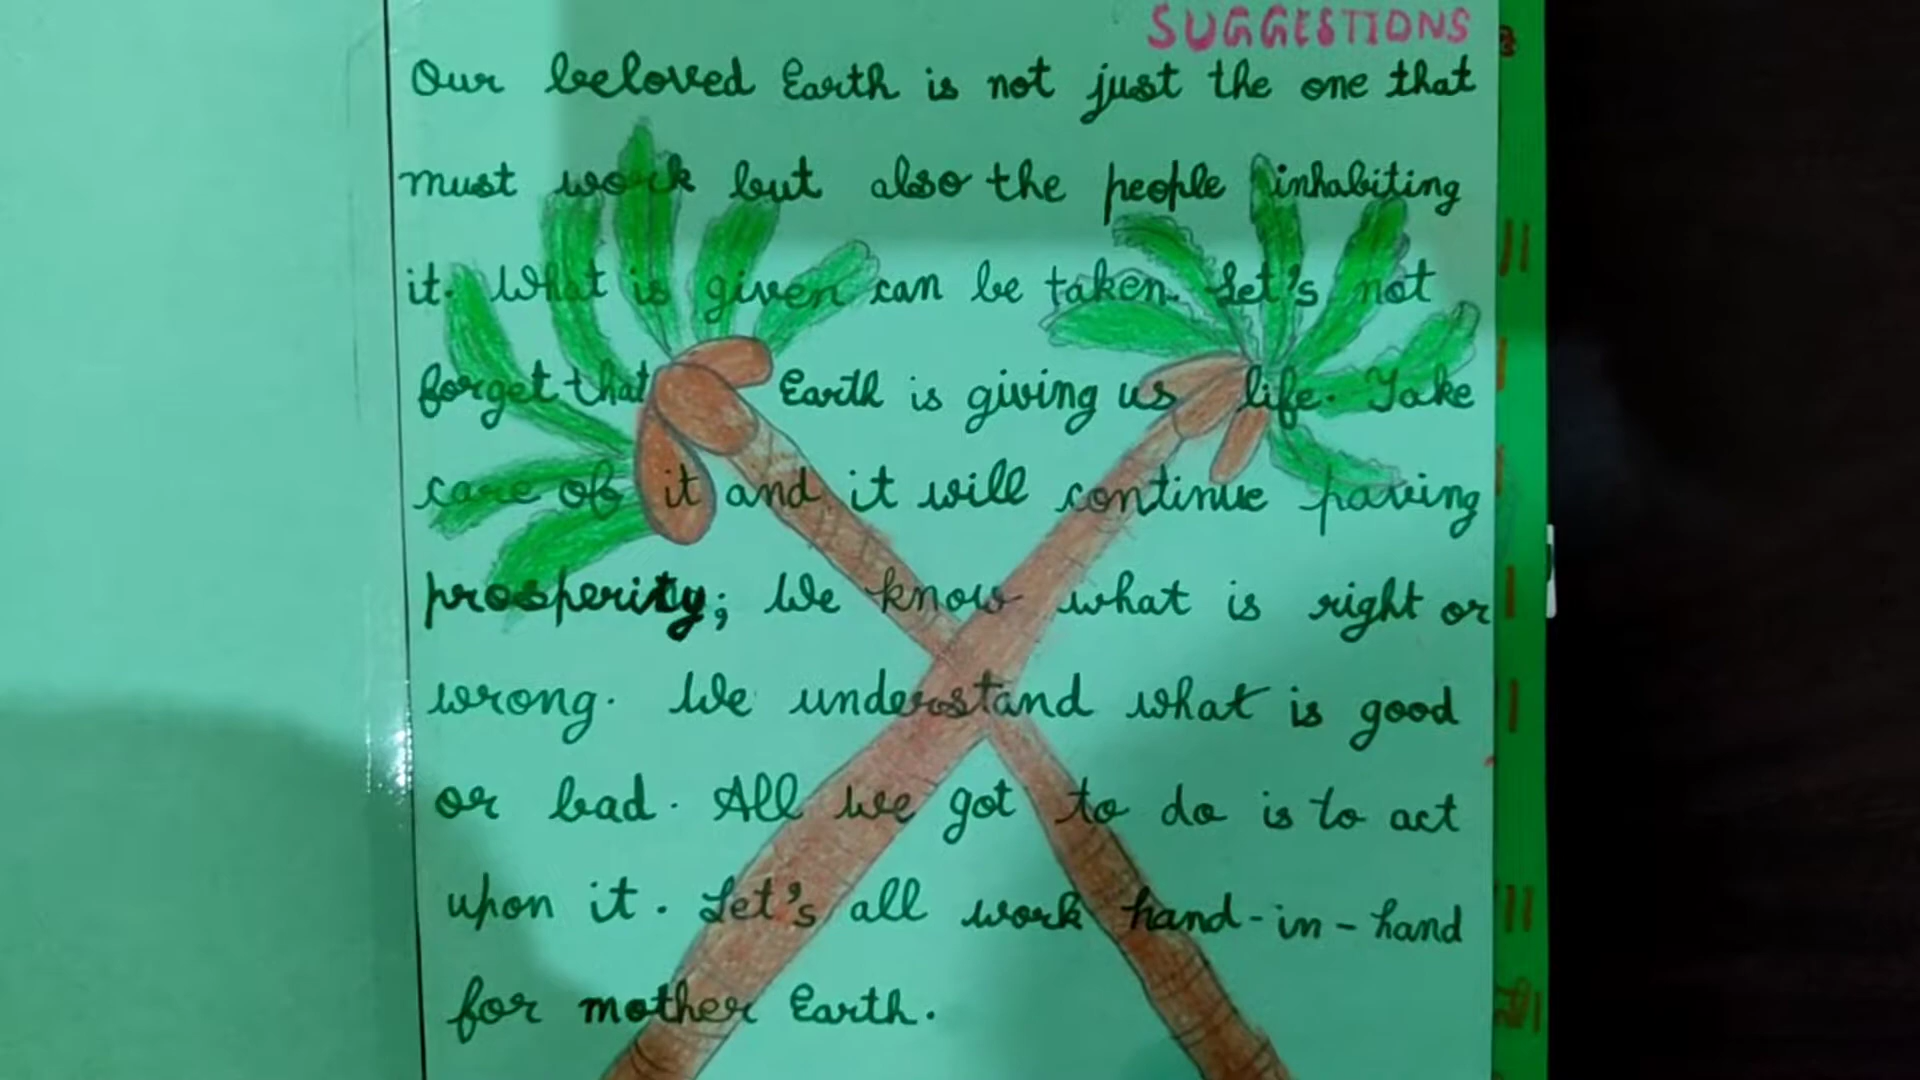 SUGGESTIONS
Our beloved Earth is not just the one that
must work but also the people inhabiting
it. What is given can be taken. Let's not
forget that Earth is giving us life. Take
care of it and it will continue paving
prosperity; We know what is right or
wrong. We understand what is good
or bad. All we got to do is to act
upon it. Let's all work hand-in-hand
for mother Earth.